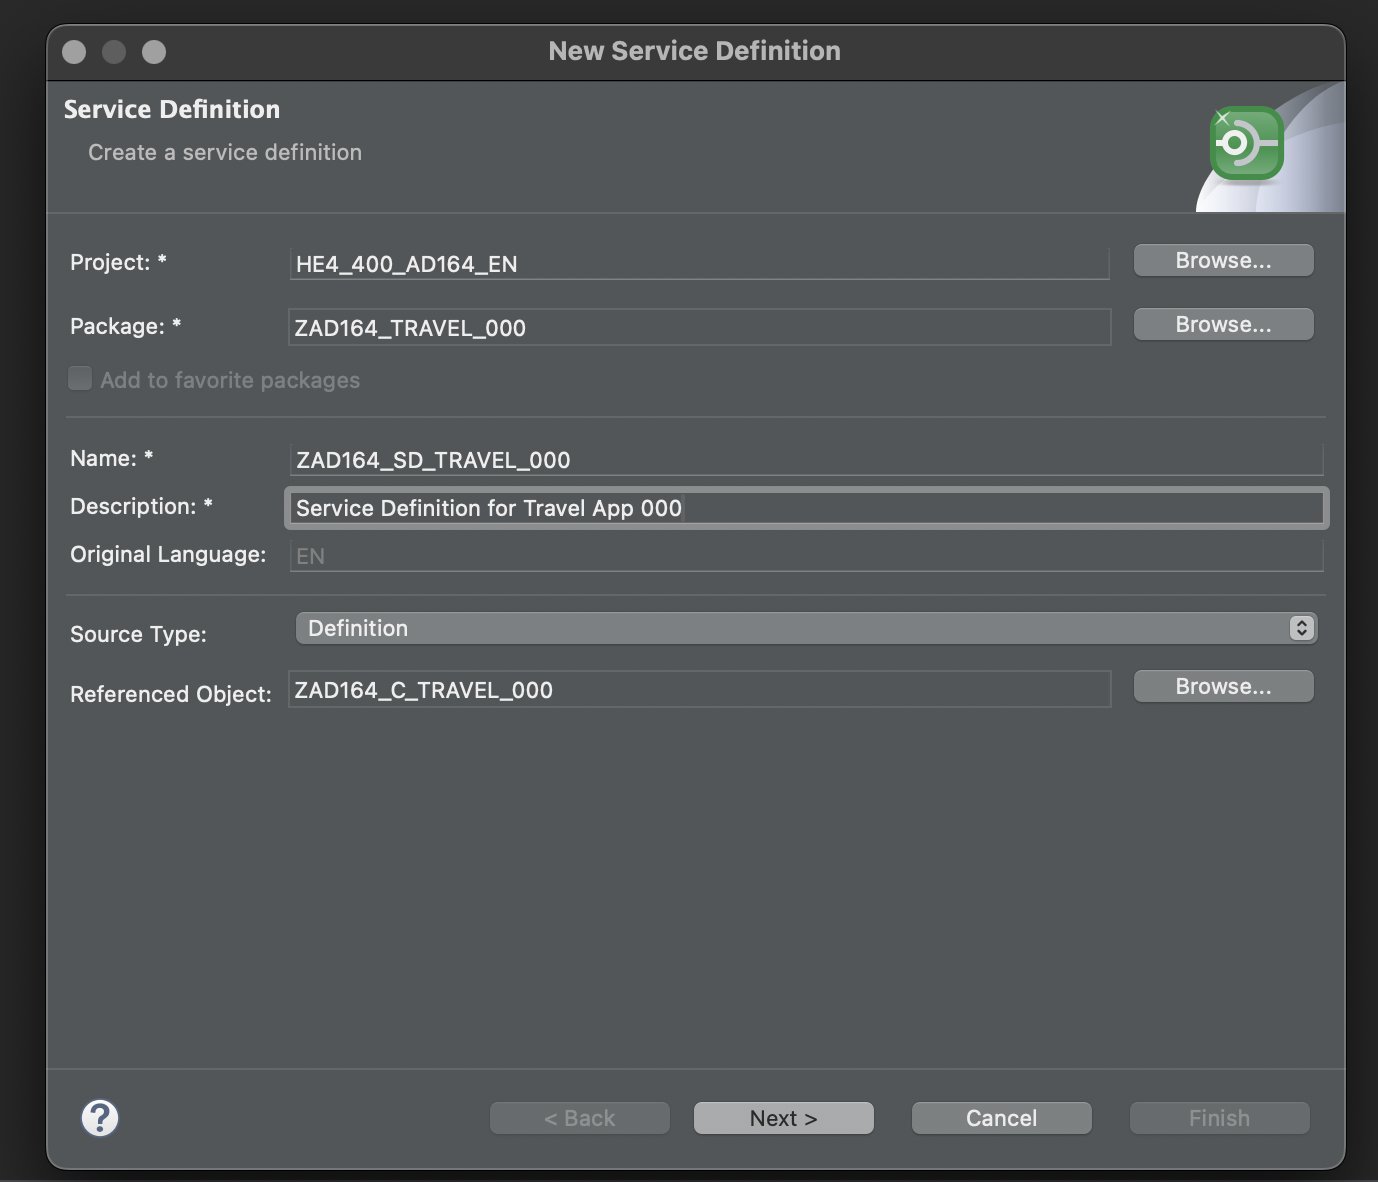 New Service Definition
Service Definition
Create a service definition
Project: * HE4_400_AD164_EN Browse...
Package: * ZAD164_TRAVEL_000 Browse...
Add to favorite packages
Name: * ZAD164_SD_TRAVEL_000
Description: * Service Definition for Travel App 000
Original Language: EN
Source Type: Definition
Referenced Object: ZAD164_C_TRAVEL_000 Browse...
? < Back Next > Cancel Finish